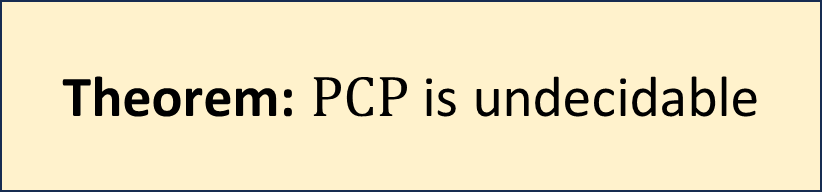 Theorem: PCP is undecidable